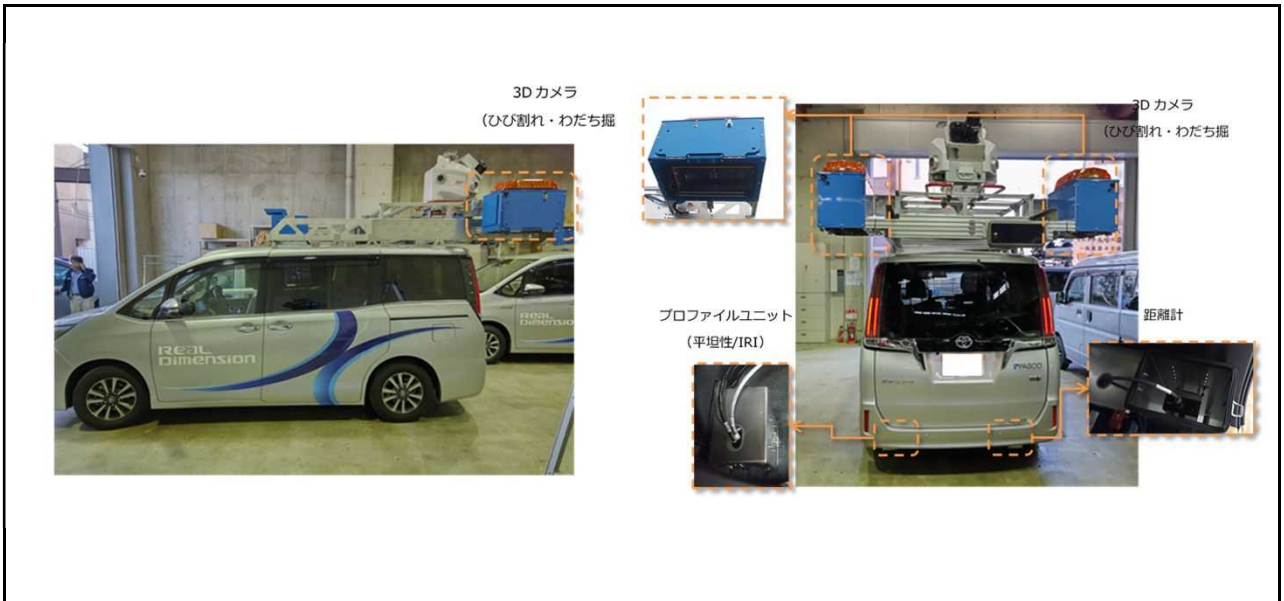 3D カメラ
（ひび割れ・わだち掘
3D カメラ
（ひび割れ・わだち掘
プロファイルユニット
（平坦性/IRI）
距離計
REAL
DIMENSION
REAL
DIMENSIO
PASCO